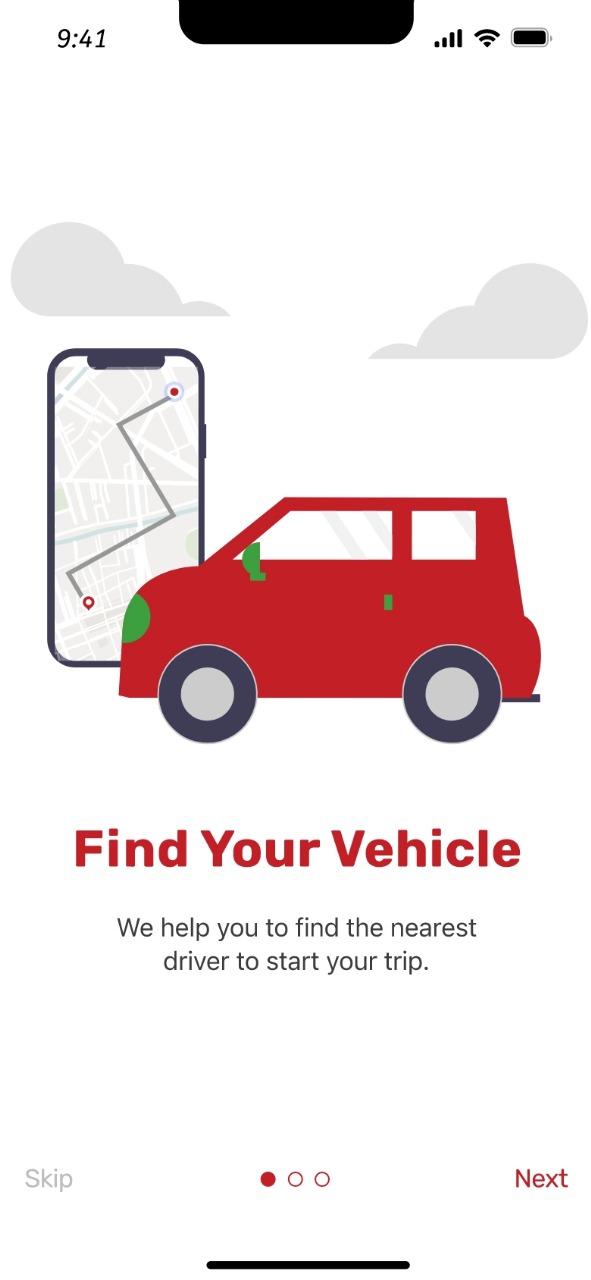 9:41
Find Your Vehicle
We help you to find the nearest
driver to start your trip.
Skip
Next